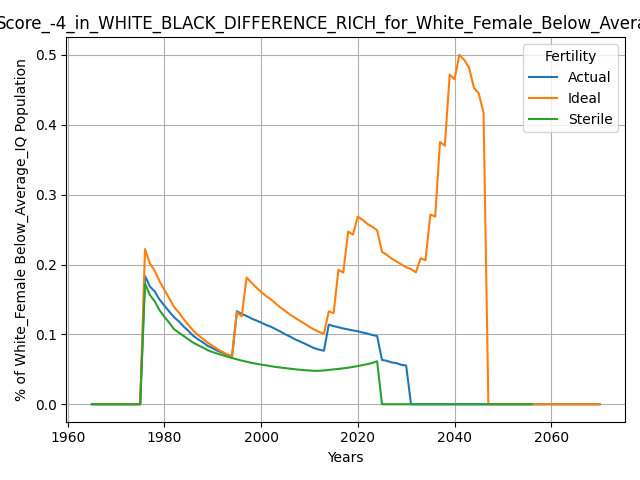 Score_-4_in_WHITE_BLACK_DIFFERENCE_RICH_for_White_Female_Below_Avera
% of White_Female Below_Average_IQ Population
Fertility
Actual
Ideal
Sterile
0.5
0.4
0.3
0.2
0.1
0.0
1960 1980 2000 2020 2040 2060
Years